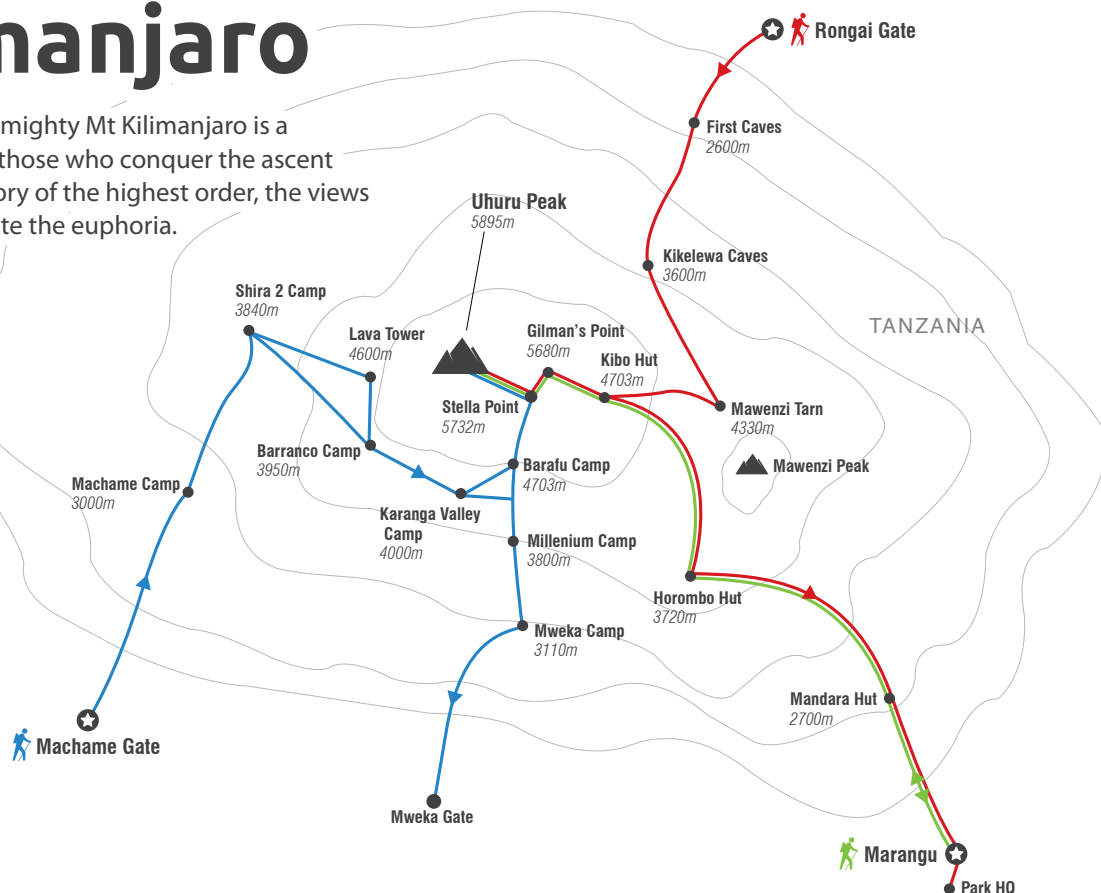 manjaro
mighty Mt Kilimanjaro is a
those who conquer the ascent
ory of the highest order, the views
te the euphoria.
Rongai Gate
First Caves
2600m
Uhuru Peak
5895m
Kikelewa Caves
3600m
Shira 2 Camp
3840m
TANZANIA
Lava Tower
4600m
Gilman's Point
5680m
Kibo Hut
4703m
Stella Point
5732m
Mawenzi Tarn
4330m
Barranco Camp
3950m
Barafu Camp
4703m
Mawenzi Peak
Machame Camp
3000m
Karanga Valley
Camp
4000m
Millenium Camp
3800m
Horombo Hut
3720m
Mweka Camp
3110m
Mandara Hut
2700m
Machame Gate
Mweka Gate
Marangu
Park HQ